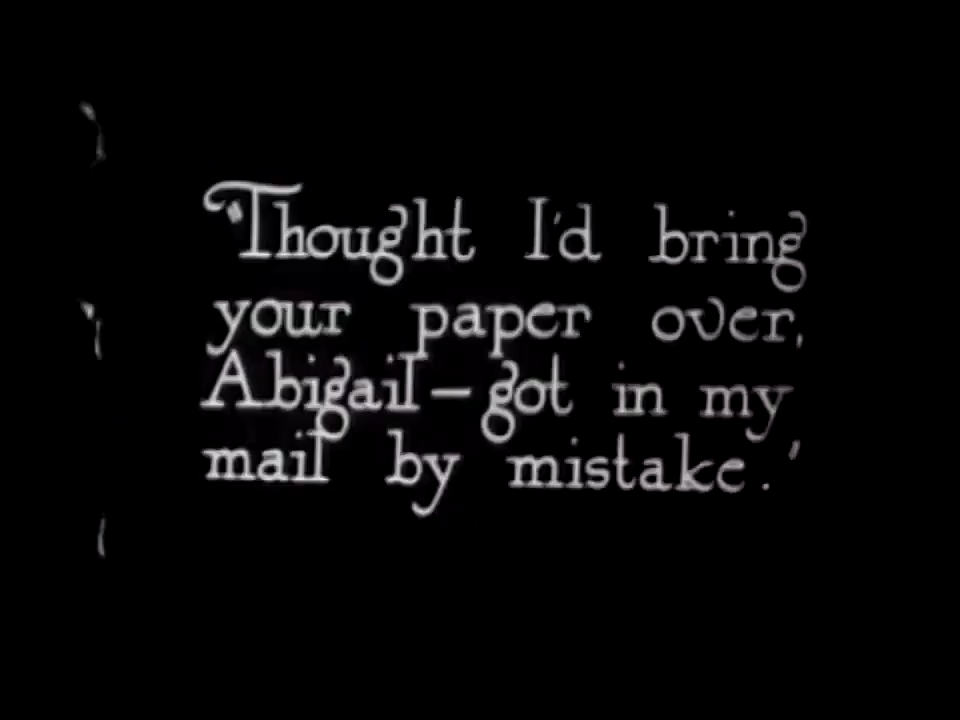 "Thought I'd bring
your paper over,
Abigail — got in my
mail by mistake.'